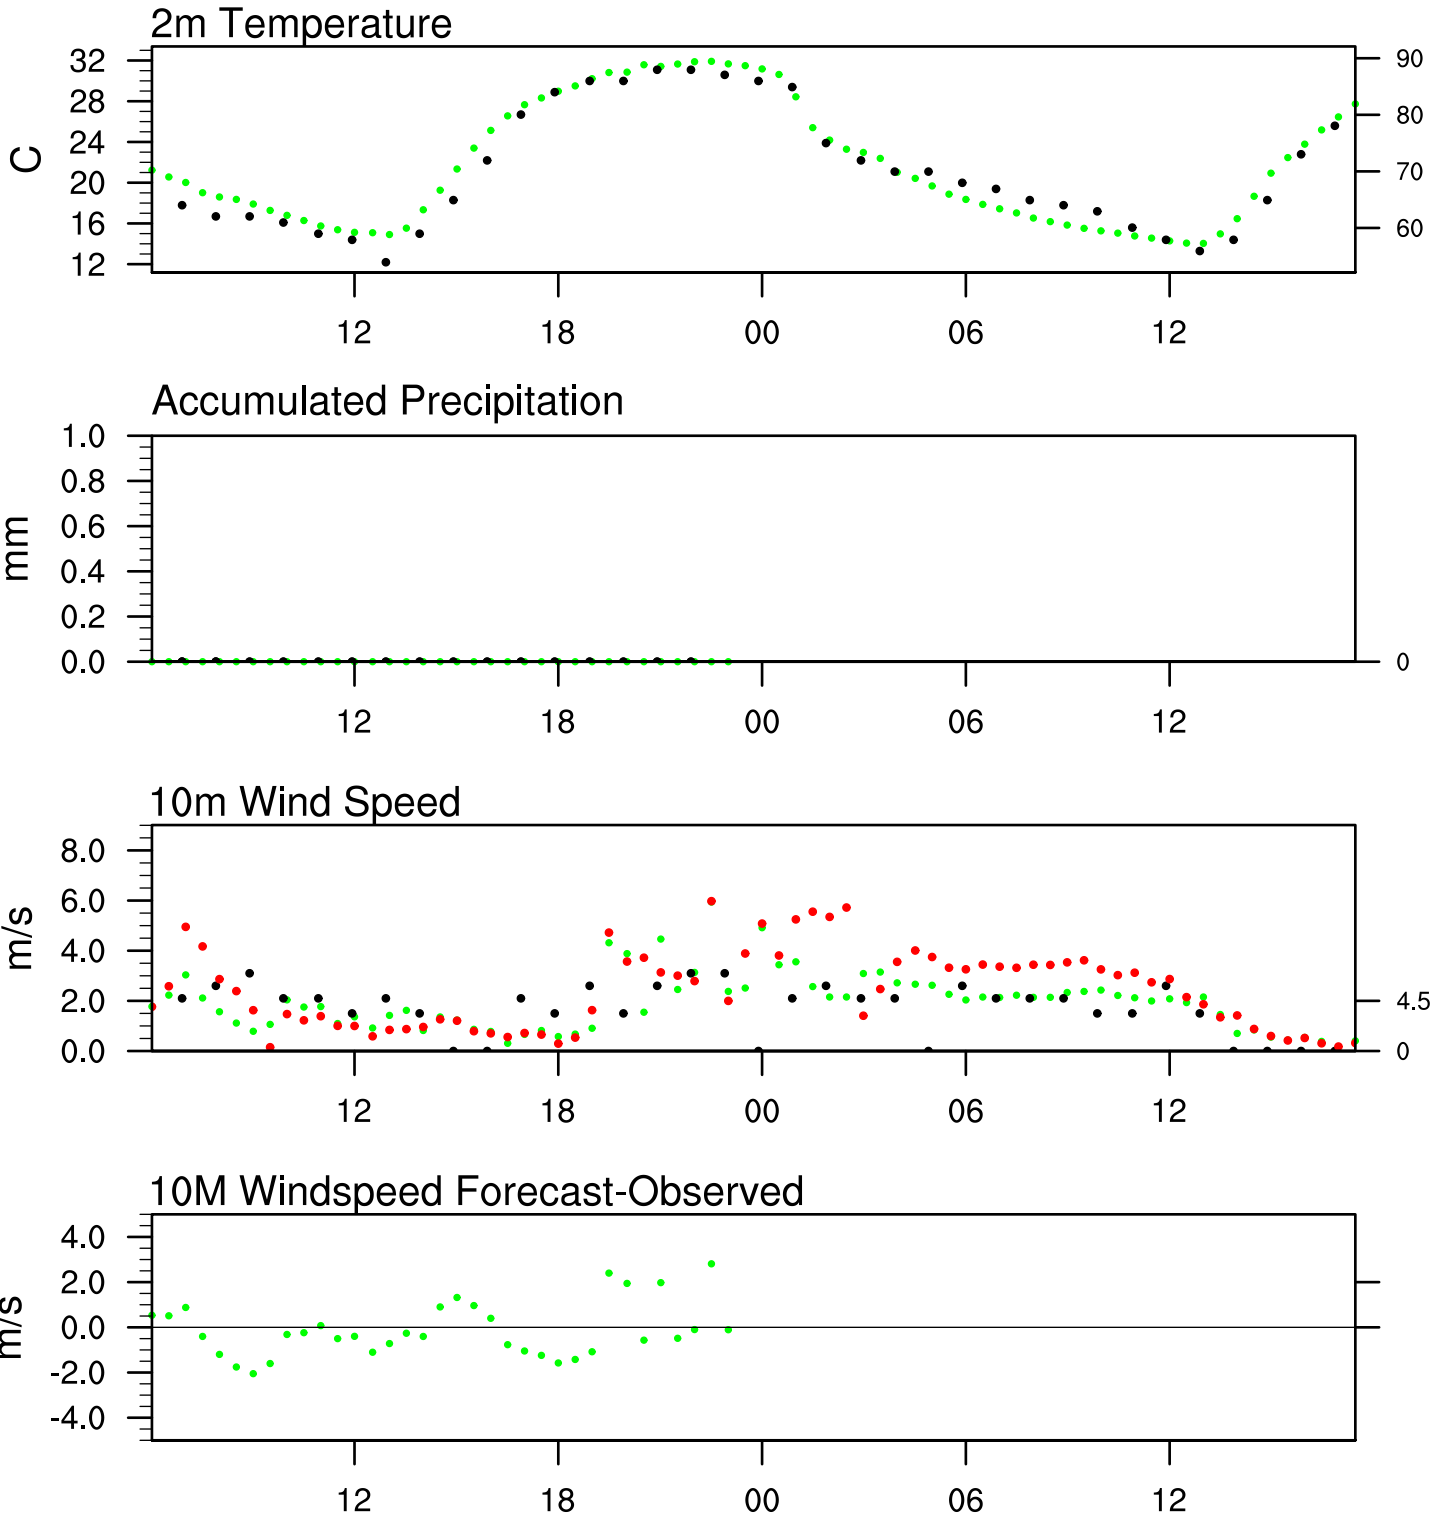 2m Temperature
32 90
28
24 80
C
20 70
16 60
12
12 18 00 06 12
Accumulated Precipitation
1.0
0.8
0.6
mm
0.4
0.2
0.0 0
12 18 00 06 12
10m Wind Speed
8.0
6.0
m/s
4.0
2.0 4.5
0.0 0
12 18 00 06 12
10M Windspeed Forecast-Observed
4.0
2.0
m/s
0.0
-2.0
-4.0
12 18 00 06 12